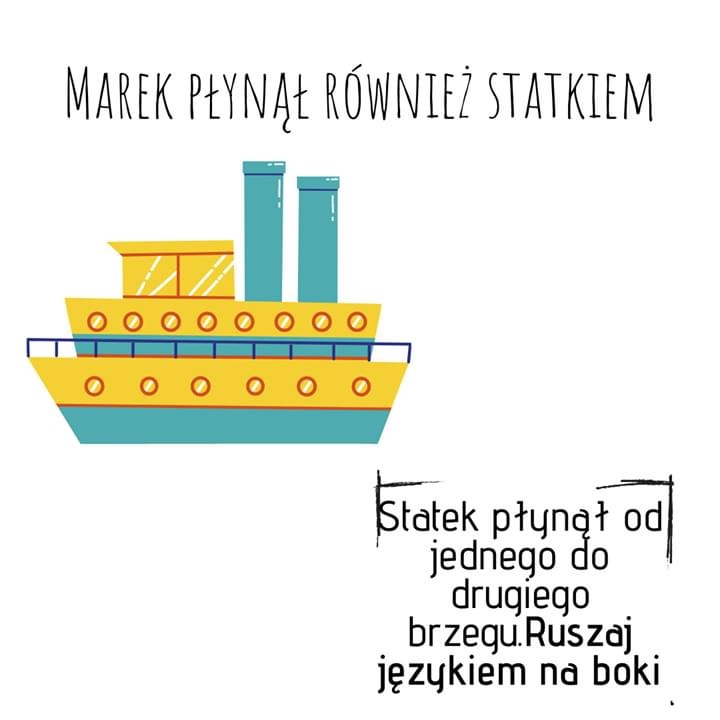 MAREK PŁYNĄŁ RÓWNIEŻ STATKIEM
Statek płynął od
jednego do
drugiego
brzegu.Ruszaj
językiem na boki